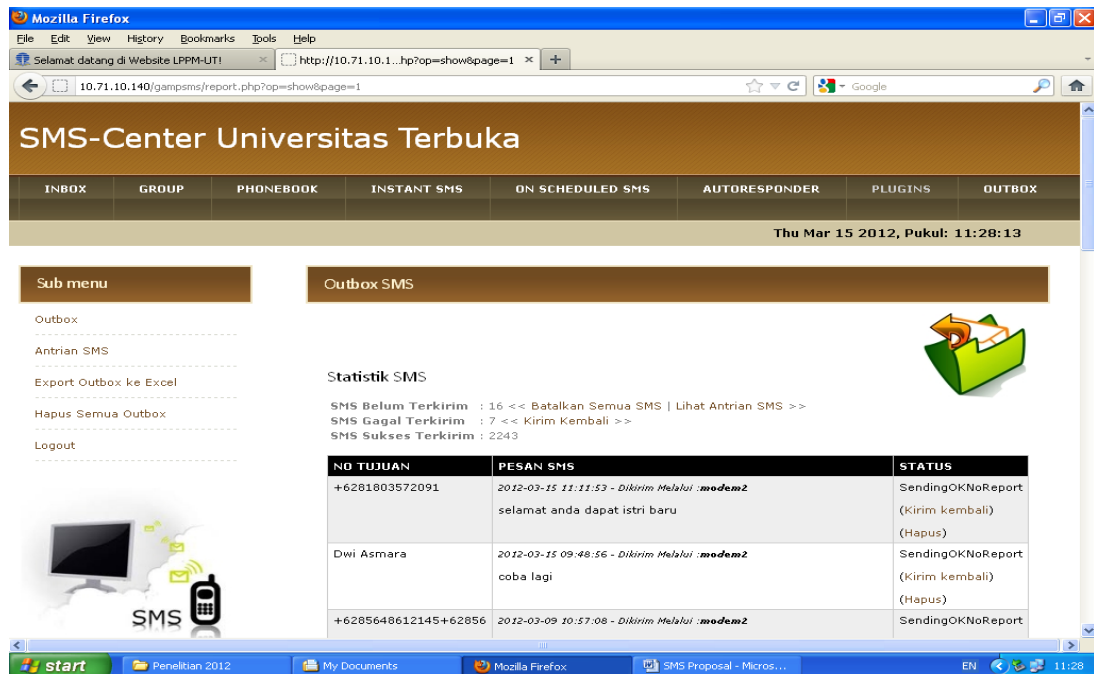 Mozilla Firefox
File Edit View History Bookmarks Tools Help
Selamat datang di Website LPPM-UT! × http://10.71.10.1...hp?op=show&page=1 × +
10.71.10.140/gampsms/report.php?op=show&page=1 Google
SMS-Center Universitas Terbuka
INBOX GROUP PHONEBOOK INSTANT SMS ON SCHEDULED SMS AUTORESPONDER PLUGINS OUTBOX
Thu Mar 15 2012, Pukul: 11:28:13
Sub menu
Outbox
Antrian SMS
Export Outbox ke Excel
Hapus Semua Outbox
Logout
SMS
Outbox SMS
Statistik SMS
SMS Belum Terkirim : 16 << Batalkan Semua SMS | Lihat Antrian SMS >>
SMS Gagal Terkirim : 7 << Kirim Kembali >>
SMS Sukses Terkirim : 2243
NO TUJUAN PESAN SMS STATUS
+6281803572091 2012-03-15 11:11:53 - Dikirim Melalui :modem2 SendingOKNoReport
selamat anda dapat istri baru (Kirim kembali)
(Hapus)
Dwi Asmara 2012-03-15 09:48:56 - Dikirim Melalui :modem2 SendingOKNoReport
coba lagi (Kirim kembali)
(Hapus)
+6285648612145+62856 2012-03-09 10:57:08 - Dikirim Melalui :modem2 SendingOKNoReport
start Penelitian 2012 My Documents Mozilla Firefox SMS Proposal - Micros... EN 11:28